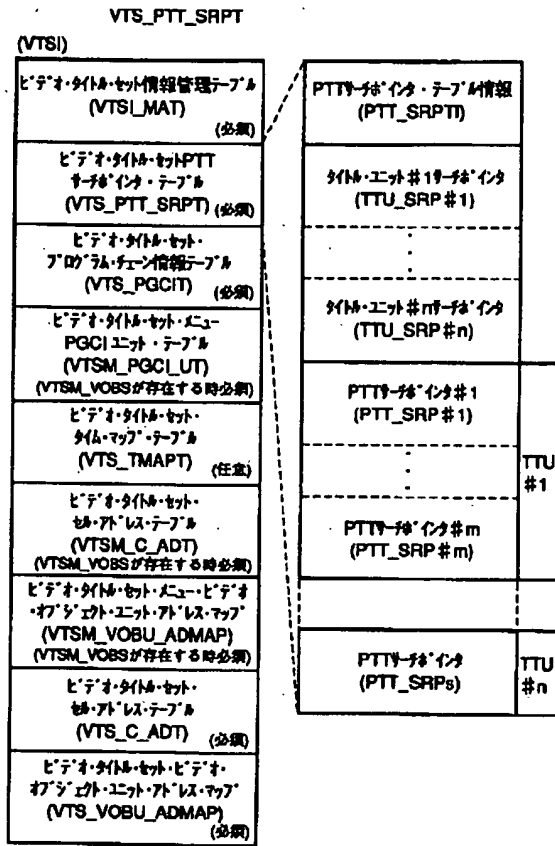 VTS_PTT_SRPT
(VTSI)
ビデオ・タイトル・セット情報管理テーブル
(VTSI_MAT)
(必須)
ビデオ・タイトル・セットPTT
サーチポインタ・テーブル
(VTS_PTT_SRPT) (必須)
ビデオ・タイトル・セット・
プログラム・チェーン情報テーブル
(VTS_PGCIT)
(必須)
ビデオ・タイトル・セット・メニュー
PGCIユニット・テーブル
(VTSM_PGCI_UT)
(VTSM_VOBSが存在する時必須)
ビデオ・タイトル・セット・
タイム・マップ・テーブル
(VTS_TMAPT)
(任意)
ビデオ・タイトル・セット・
セル・アドレス・テーブル
(VTSM_C_ADT)
(VTSM_VOBSが存在する時必須)
ビデオ・タイトル・セット・メニュー・ビデオ
・オブジェクト・ユニット・アドレス・マップ
(VTSM_VOBU_ADMAP)
(VTSM_VOBSが存在する時必須)
ビデオ・タイトル・セット・
セル・アドレス・テーブル
(VTS_C_ADT) (必須)
ビデオ・タイトル・セット・ビデオ・
オブジェクト・ユニット・アドレス・マップ
(VTS_VOBU_ADMAP)
(必須)
PTTサーチポインタ・テーブル情報
(PTT_SRPTI)
タイトル・ユニット#1サーチポインタ
(TTU_SRP#1)
タイトル・ユニット#nサーチポインタ
(TTU_SRP#n)
PTTサーチポインタ#1
(PTT_SRP#1)
PTTサーチポインタ#m
(PTT_SRP#m)
TTU
#1
PTTサーチポインタ
(PTT_SRPs)
TTU
#n